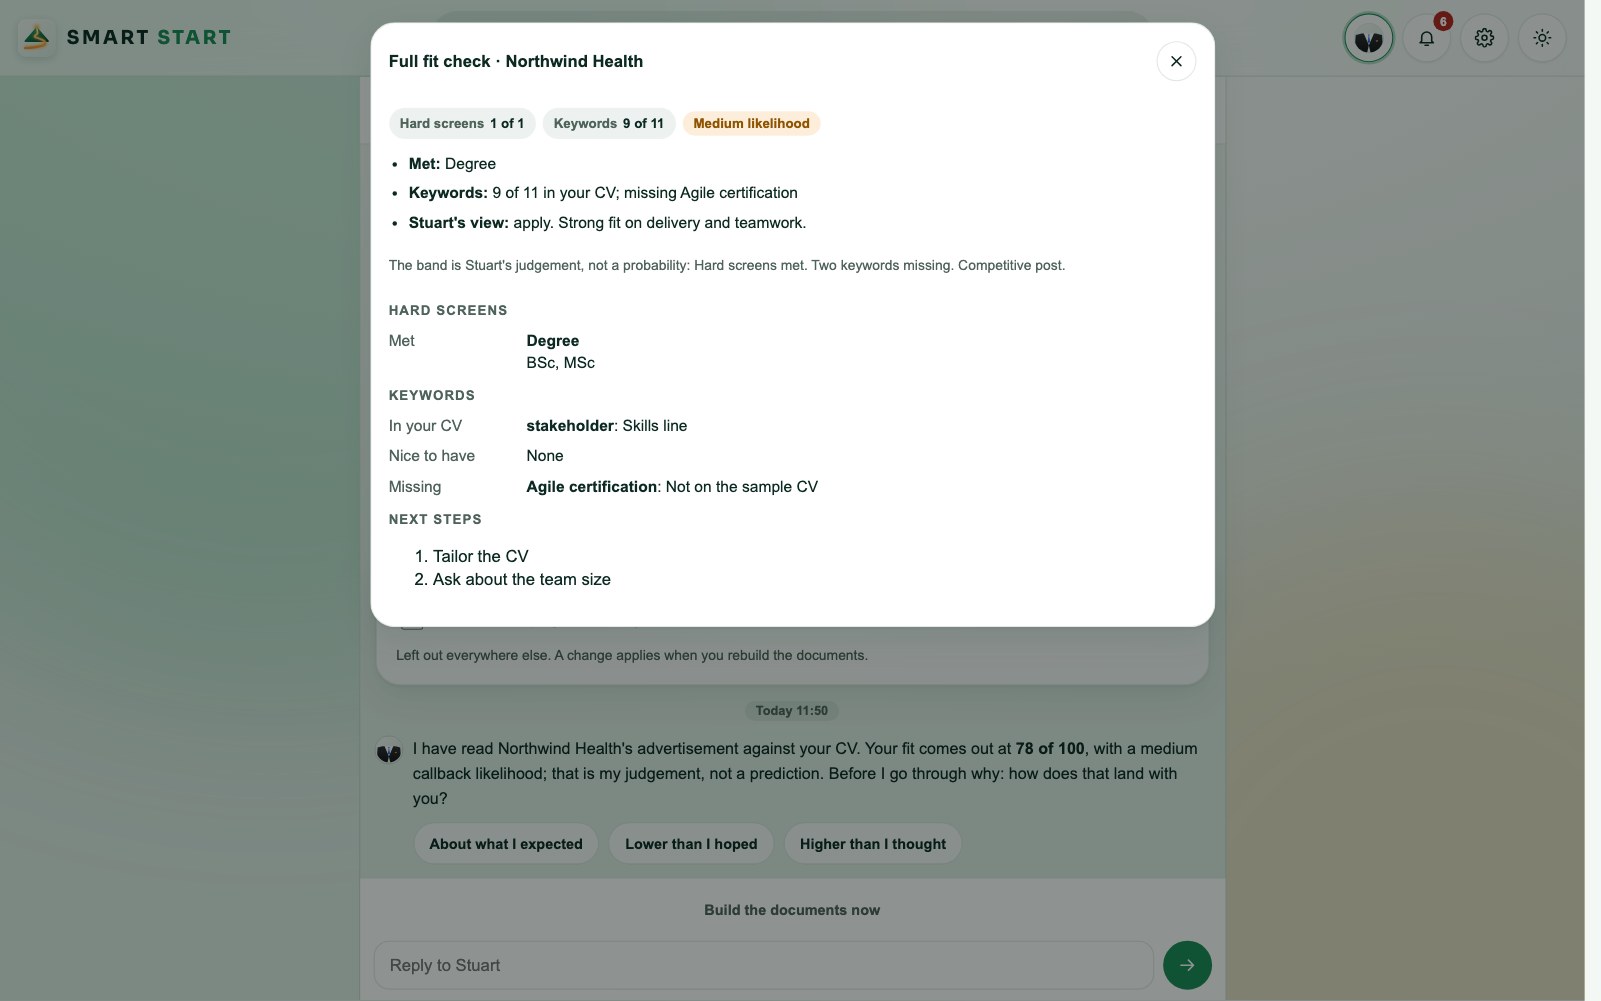 SMART START
6
Full fit check · Northwind Health
Hard screens 1 of 1
Keywords 9 of 11
Medium likelihood
• Met: Degree
• Keywords: 9 of 11 in your CV; missing Agile certification
• Stuart's view: apply. Strong fit on delivery and teamwork.
The band is Stuart's judgement, not a probability: Hard screens met. Two keywords missing. Competitive post.
HARD SCREENS
Met
Degree
BSc, MSc
KEYWORDS
In your CV
stakeholder: Skills line
Nice to have
None
Missing
Agile certification: Not on the sample CV
NEXT STEPS
1. Tailor the CV
2. Ask about the team size
Left out everywhere else. A change applies when you rebuild the documents.
Today 11:50
I have read Northwind Health's advertisement against your CV. Your fit comes out at 78 of 100, with a medium
callback likelihood; that is my judgement, not a prediction. Before I go through why: how does that land with
you?
About what I expected
Lower than I hoped
Higher than I thought
Build the documents now
Reply to Stuart